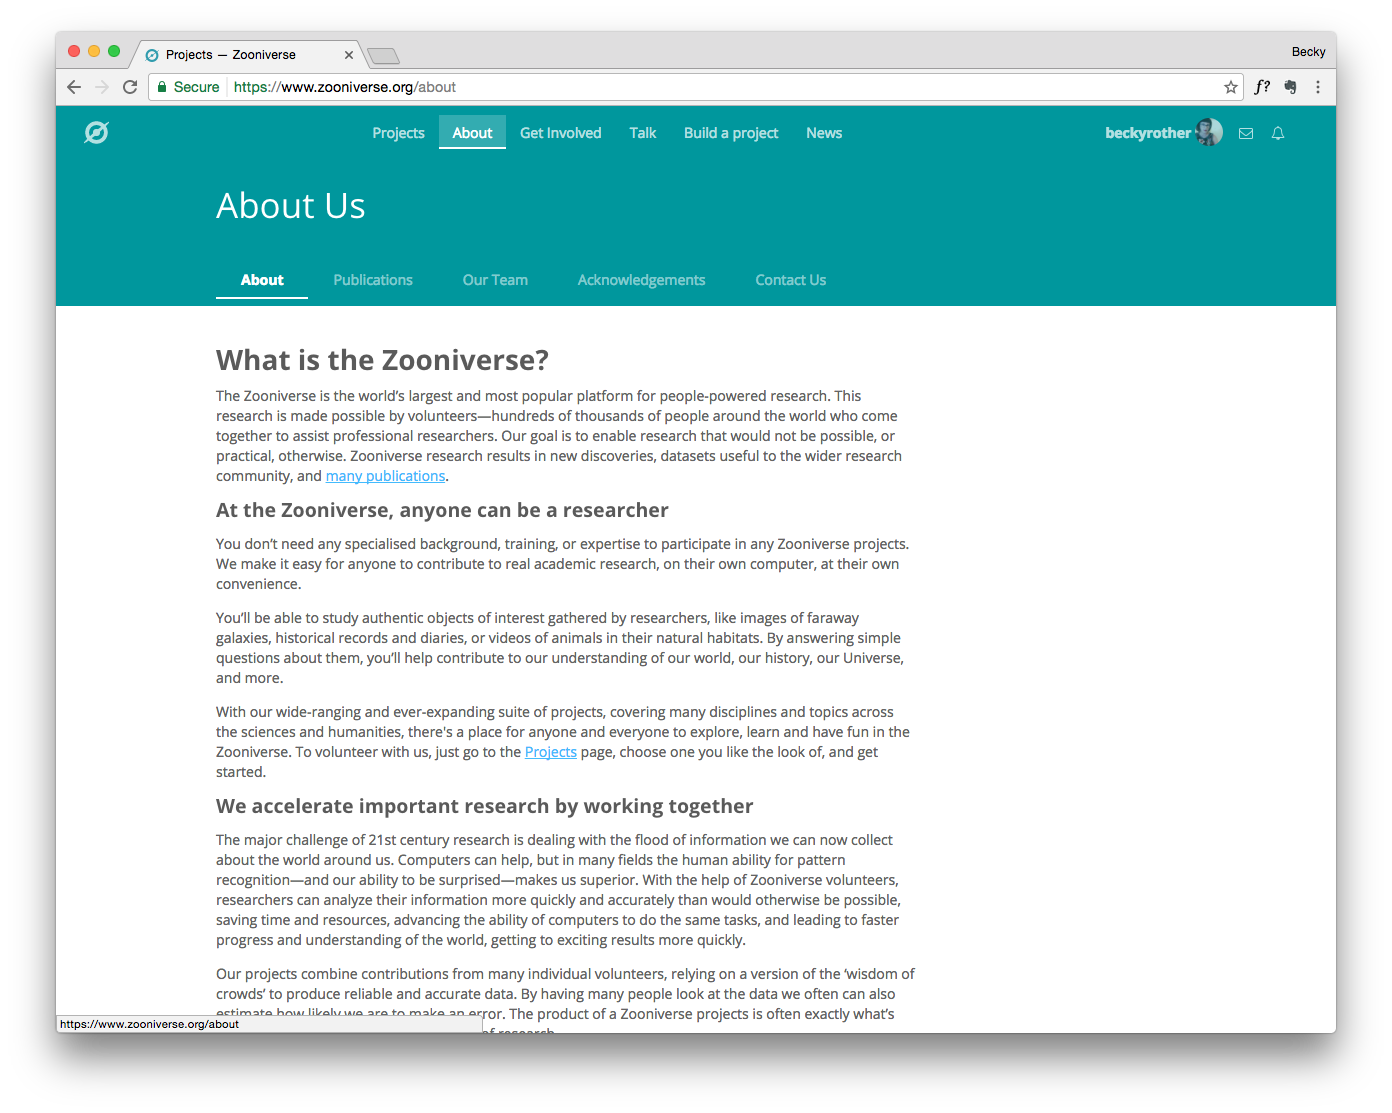 Projects — Zooniverse
Becky
Secure https://www.zooniverse.org/about
f?
Projects About Get Involved Talk Build a project News beckyrother
About Us
About Publications Our Team Acknowledgements Contact Us
What is the Zooniverse?
The Zooniverse is the world’s largest and most popular platform for people-powered research. This
research is made possible by volunteers—hundreds of thousands of people around the world who come
together to assist professional researchers. Our goal is to enable research that would not be possible, or
practical, otherwise. Zooniverse research results in new discoveries, datasets useful to the wider research
community, and many publications.
At the Zooniverse, anyone can be a researcher
You don’t need any specialised background, training, or expertise to participate in any Zooniverse projects.
We make it easy for anyone to contribute to real academic research, on their own computer, at their own
convenience.
You’ll be able to study authentic objects of interest gathered by researchers, like images of faraway
galaxies, historical records and diaries, or videos of animals in their natural habitats. By answering simple
questions about them, you’ll help contribute to our understanding of our world, our history, our Universe,
and more.
With our wide-ranging and ever-expanding suite of projects, covering many disciplines and topics across
the sciences and humanities, there's a place for anyone and everyone to explore, learn and have fun in the
Zooniverse. To volunteer with us, just go to the Projects page, choose one you like the look of, and get
started.
We accelerate important research by working together
The major challenge of 21st century research is dealing with the flood of information we can now collect
about the world around us. Computers can help, but in many fields the human ability for pattern
recognition—and our ability to be surprised—makes us superior. With the help of Zooniverse volunteers,
researchers can analyze their information more quickly and accurately than would otherwise be possible,
saving time and resources, advancing the ability of computers to do the same tasks, and leading to faster
progress and understanding of the world, getting to exciting results more quickly.
Our projects combine contributions from many individual volunteers, relying on a version of the ‘wisdom of
crowds’ to produce reliable and accurate data. By having many people look at the data we often can also
estimate how likely we are to make an error. The product of a Zooniverse projects is often exactly what’s
of research.
https://www.zooniverse.org/about